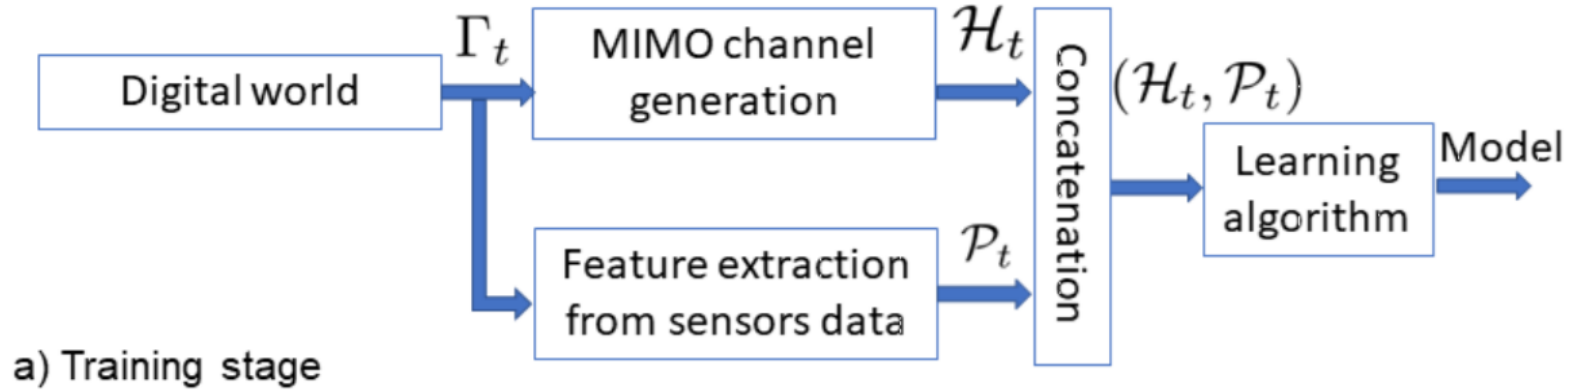 Digital world
Γ_t
MIMO channel
generation
ℋ_t
Feature extraction
from sensors data
𝒫_t
Concatenation
(ℋ_t, 𝒫_t)
Learning
algorithm
Model
a) Training stage